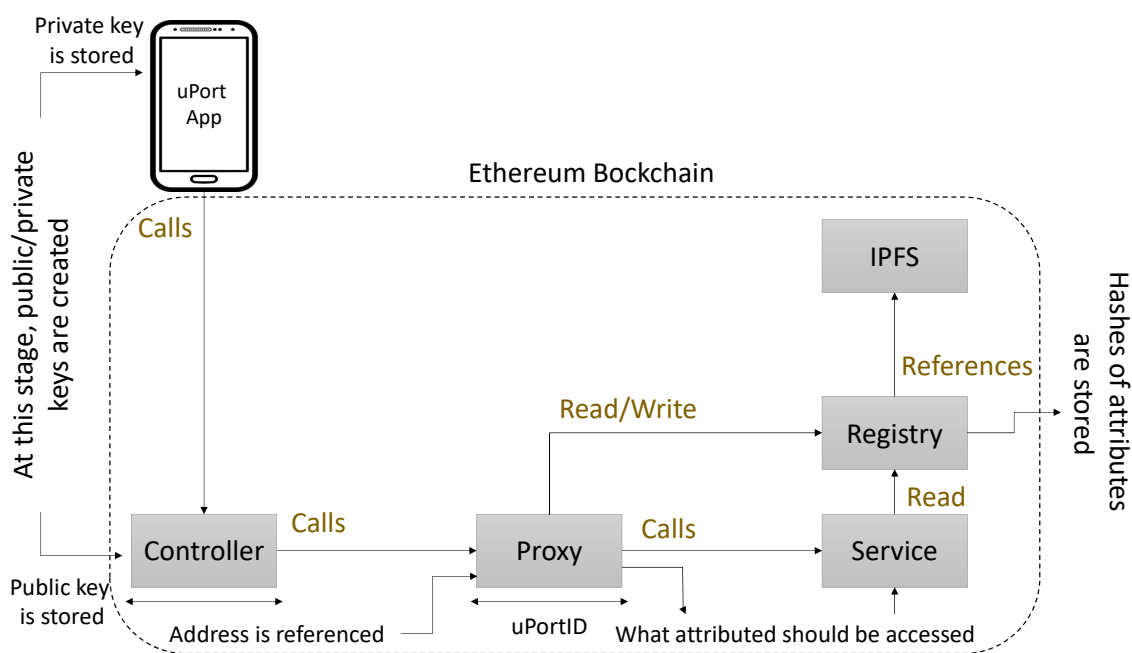 Private key
is stored
uPort
App
Ethereum Bockchain
At this stage, public/private
keys are created
Calls
IPFS
Hashes of attributes
are stored
References
Read/Write
Registry
Read
Calls
Calls
Controller
Proxy
Service
Public key
is stored
Address is referenced
uPortID
What attributed should be accessed